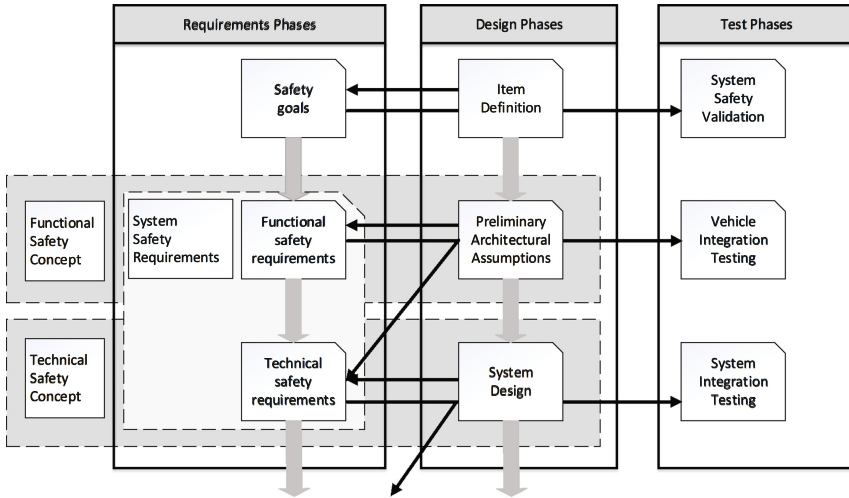 Requirements Phases
Design Phases
Test Phases
Safety
goals
Item
Definition
System
Safety
Validation
Functional
Safety
Concept
System
Safety
Requirements
Functional
safety
requirements
Preliminary
Architectural
Assumptions
Vehicle
Integration
Testing
Technical
Safety
Concept
Technical
safety
requirements
System
Design
System
Integration
Testing